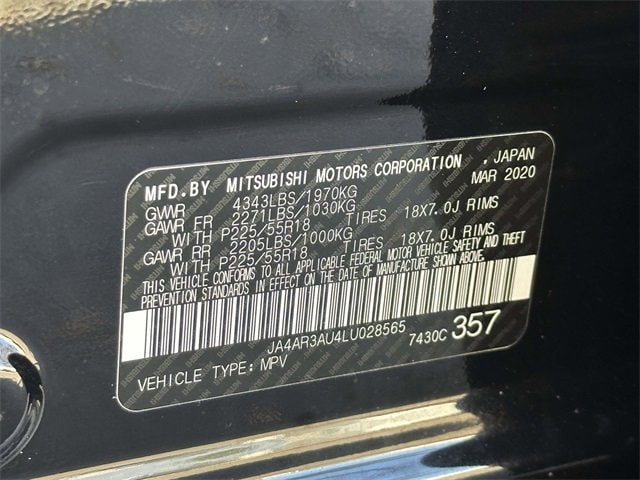 MFD.BY MITSUBISHI MOTORS CORPORATION , JAPAN
GVWR 4343LBS/1970KG MAR 2020
GAWR FR 2271LBS/1030KG
WITH P225/55R18 TIRES 18X7.0J RIMS
GAWR RR 2205LBS/1000KG
WITH P225/55R18 TIRES 18X7.0J RIMS
THIS VEHICLE CONFORMS TO ALL APPLICABLE FEDERAL MOTOR VEHICLE SAFETY AND THEFT
PREVENTION STANDARDS IN EFFECT ON THE DATE OF MANUFACTURE SHOWN ABOVE.
JA4AR3AU4LU028565 7430C 357
VEHICLE TYPE: MPV